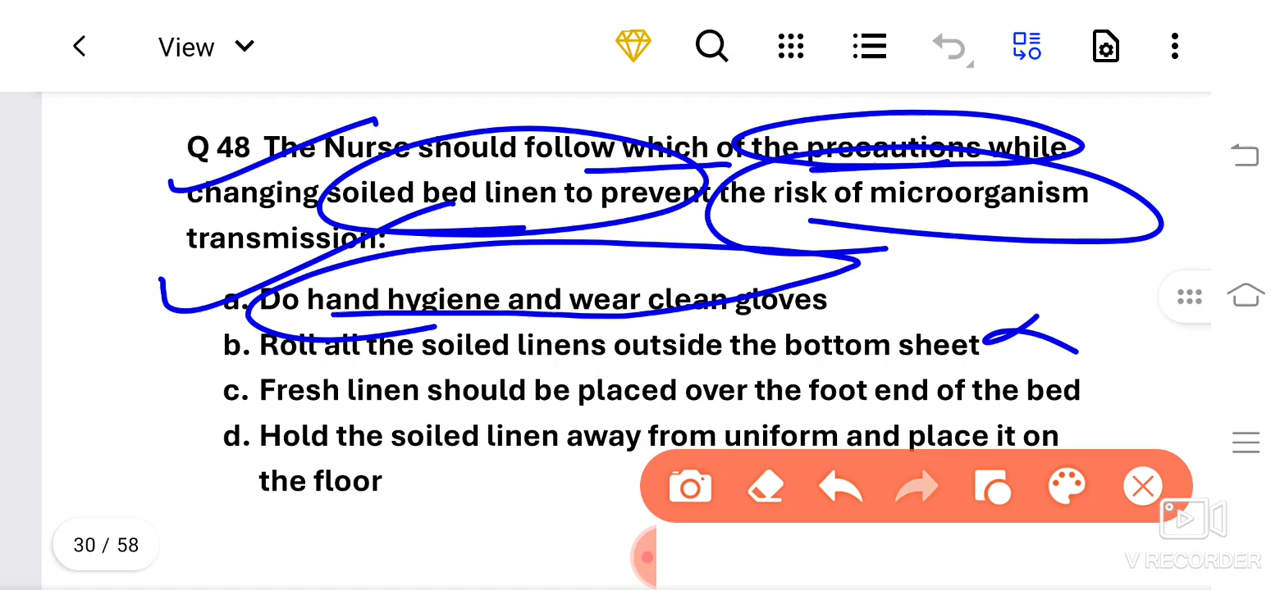 View
Q 48 The Nurse should follow which of the precautions while
changing soiled bed linen to prevent the risk of microorganism
transmission:
a. Do hand hygiene and wear clean gloves
b. Roll all the soiled linens outside the bottom sheet
c. Fresh linen should be placed over the foot end of the bed
d. Hold the soiled linen away from uniform and place it on
the floor
30 / 58
V RECORDER